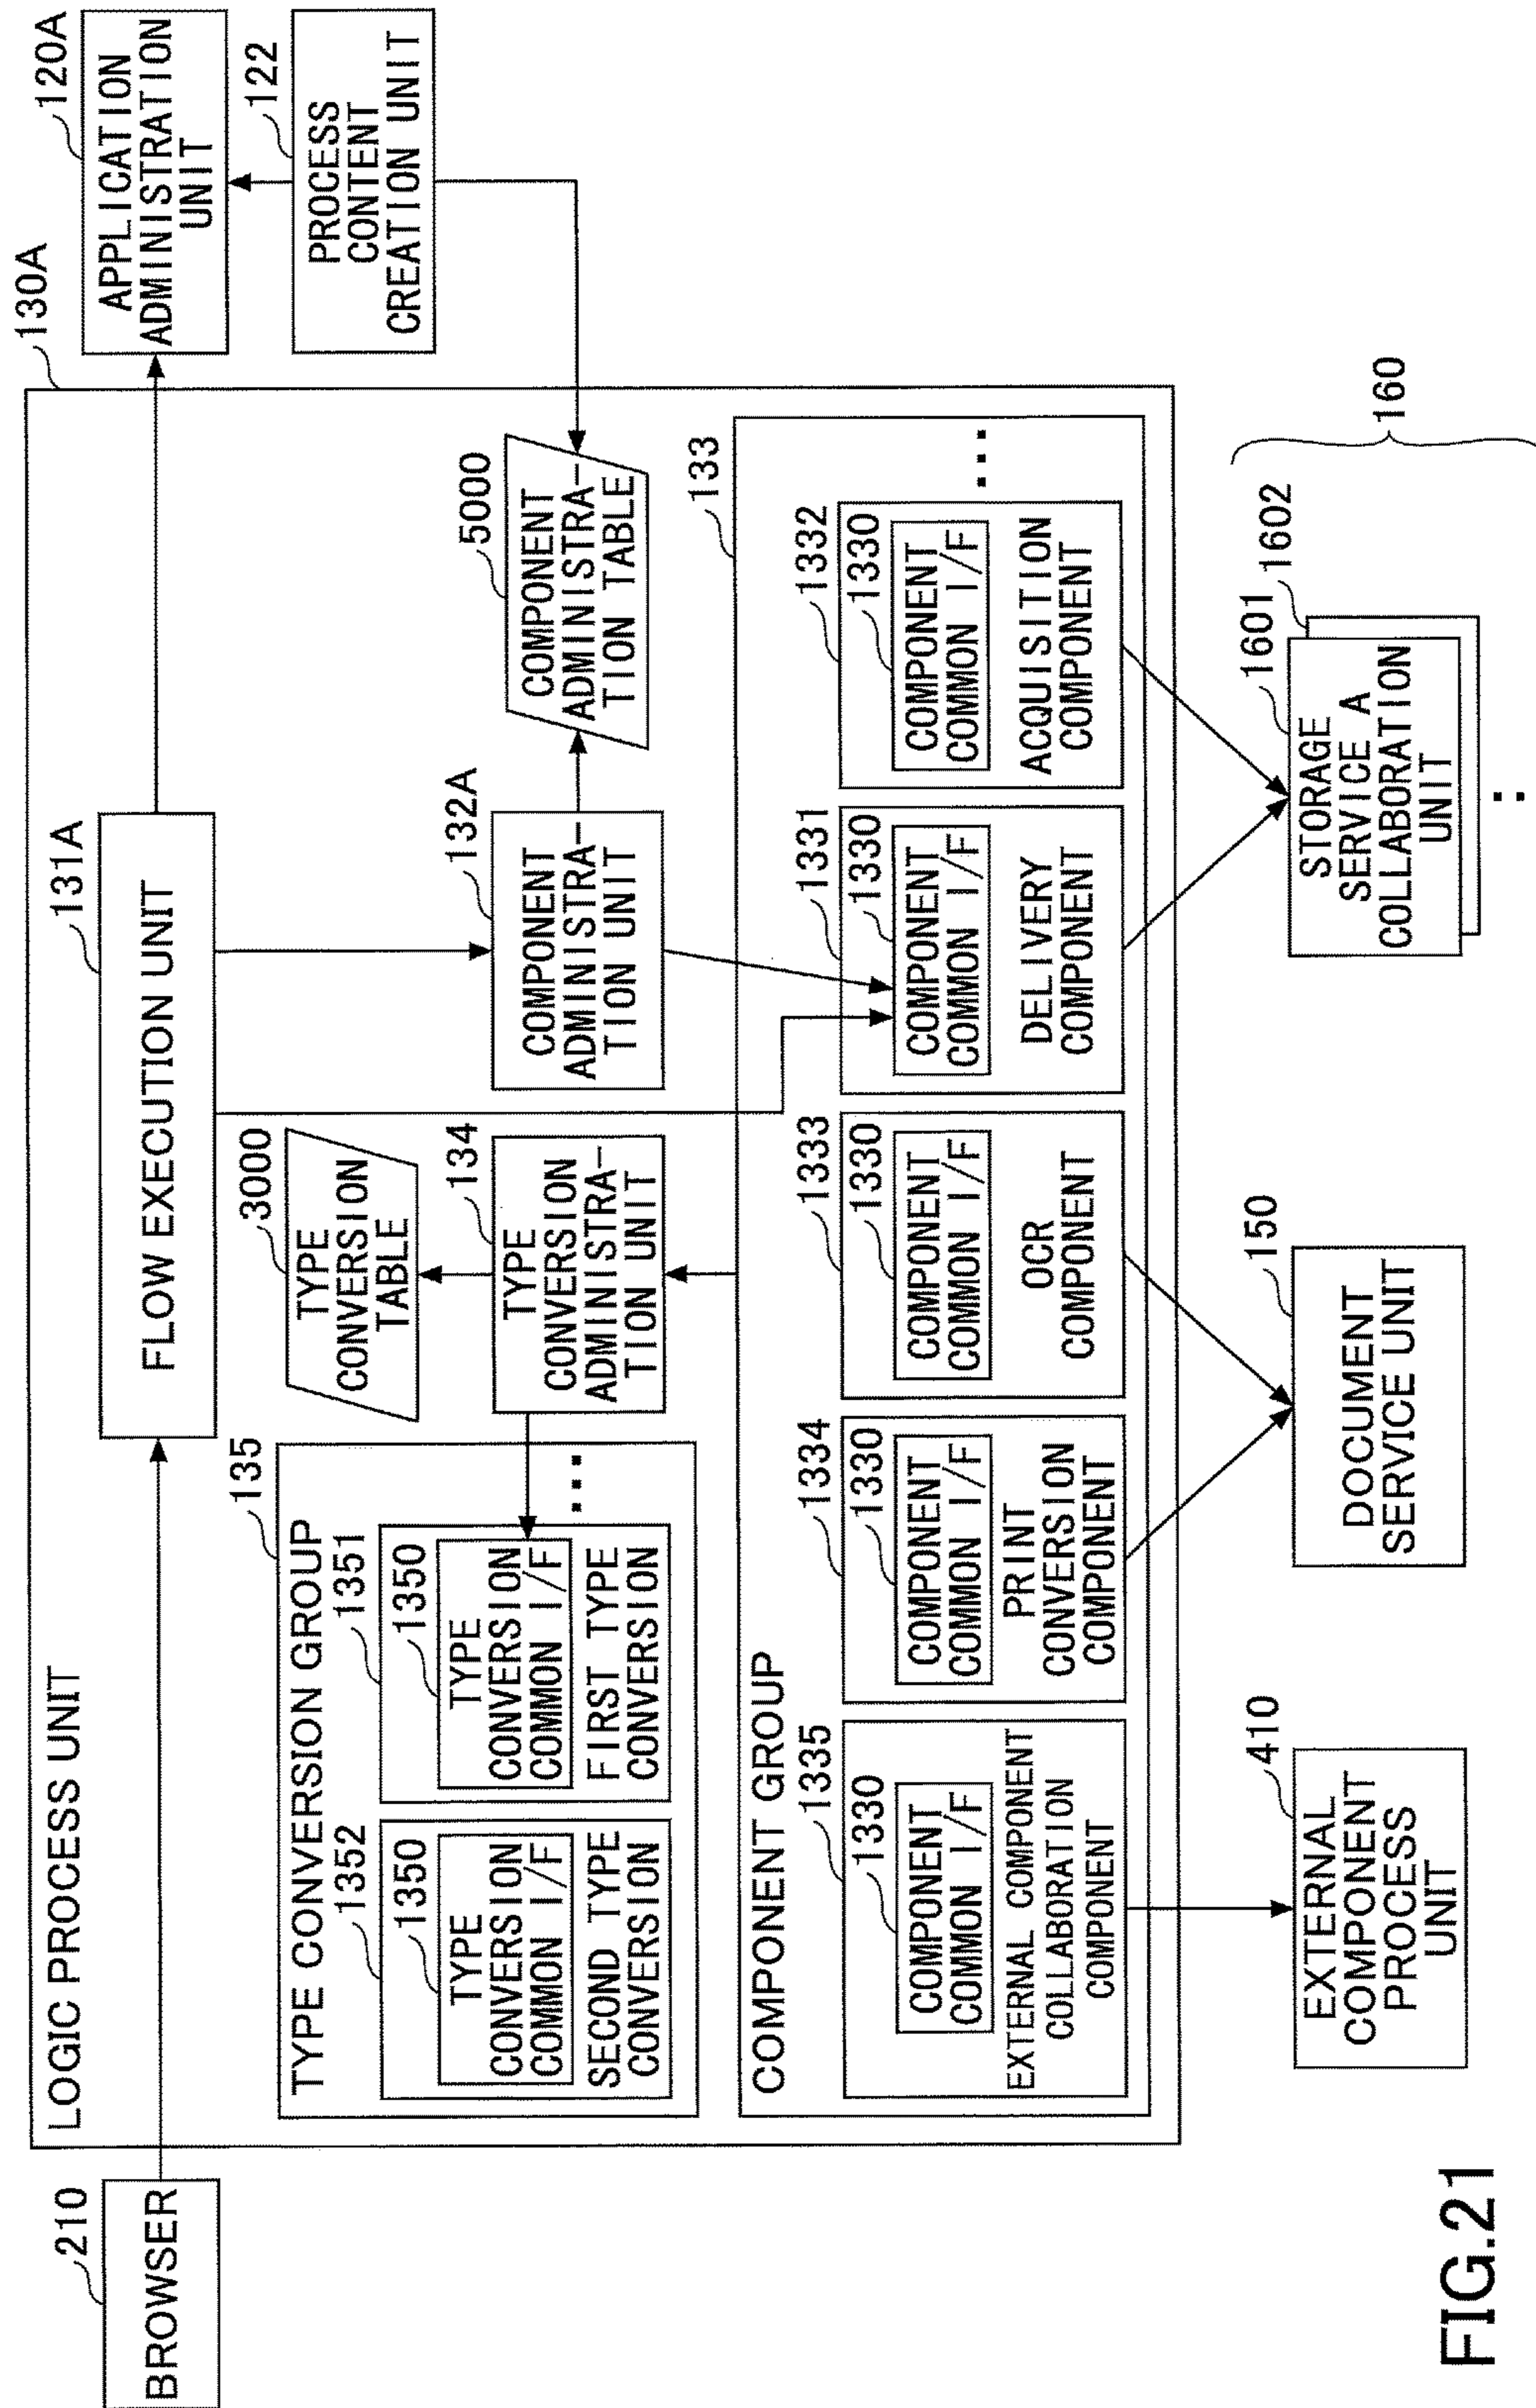 210
BROWSER
LOGIC PROCESS UNIT
130A
131A
FLOW EXECUTION UNIT
120A
APPLICATION
ADMINISTRATION
UNIT
122
PROCESS
CONTENT
CREATION UNIT
135
TYPE CONVERSION GROUP
1352
1350
TYPE
CONVERSION
COMMON I/F
SECOND TYPE
CONVERSION
1351
1350
TYPE
CONVERSION
COMMON I/F
FIRST TYPE
CONVERSION
...
3000
TYPE
CONVERSION
TABLE
134
TYPE
CONVERSION
ADMINISTRA-
TION UNIT
132A
COMPONENT
ADMINISTRA-
TION UNIT
5000
COMPONENT
ADMINISTRA-
TION TABLE
133
COMPONENT GROUP
1335
1330
COMPONENT
COMMON I/F
EXTERNAL COMPONENT
COLLABORATION
COMPONENT
1334
1330
COMPONENT
COMMON I/F
PRINT
CONVERSION
COMPONENT
1333
1330
COMPONENT
COMMON I/F
OCR
COMPONENT
1331
1330
COMPONENT
COMMON I/F
DELIVERY
COMPONENT
1332
1330
COMPONENT
COMMON I/F
ACQUISITION
COMPONENT
...
410
EXTERNAL
COMPONENT
PROCESS
UNIT
150
DOCUMENT
SERVICE UNIT
160
1601
1602
STORAGE
SERVICE A
COLLABORATION
UNIT
..
FIG.21